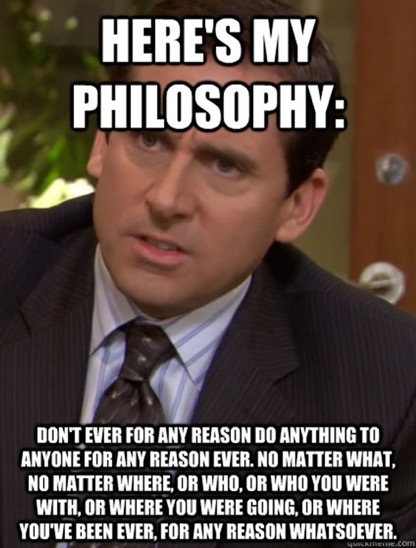 HERE'S MY
PHILOSOPHY:
DON'T EVER FOR ANY REASON DO ANYTHING TO
ANYONE FOR ANY REASON EVER. NO MATTER WHAT,
NO MATTER WHERE, OR WHO, OR WHO YOU WERE
WITH, OR WHERE YOU WERE GOING, OR WHERE
YOU'VE BEEN EVER, FOR ANY REASON WHATSOEVER.
quickmeme.com